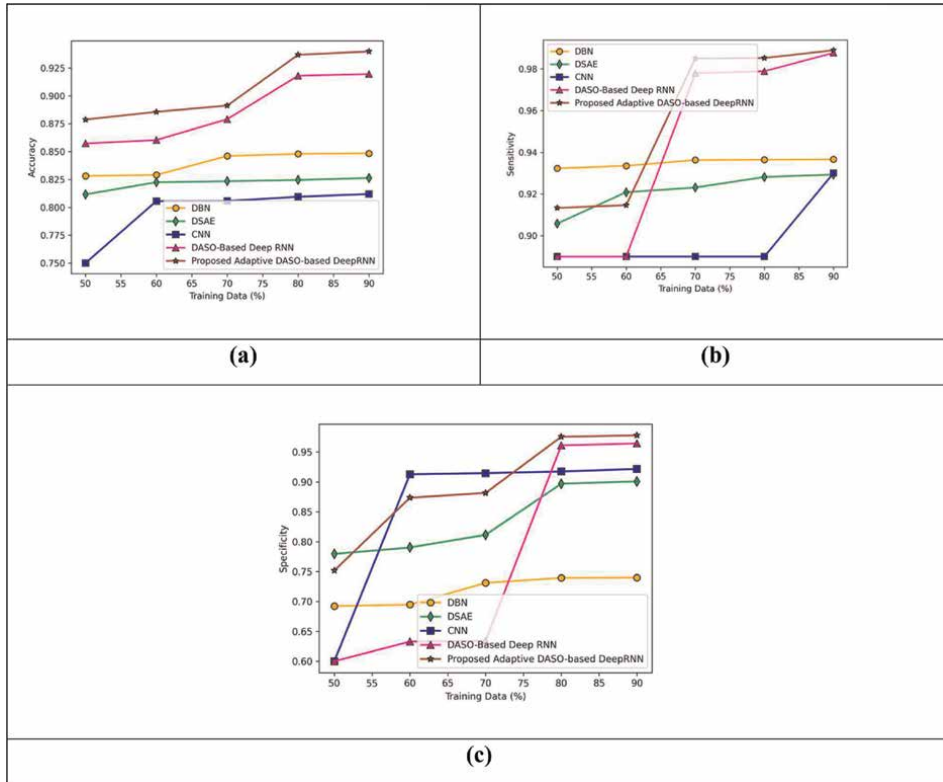 0.925
0.900
0.875
0.850
0.825
0.800
0.775
0.750
Accuracy
DBN
DSAE
CNN
DASO-Based Deep RNN
Proposed Adaptive DASO-based DeepRNN
50 55 60 65 70 75 80 85 90
Training Data (%)
(a)
0.98
0.96
0.94
0.92
0.90
Sensitivity
DBN
DSAE
CNN
DASO-Based Deep RNN
Proposed Adaptive DASO-based DeepRNN
50 55 60 65 70 75 80 85 90
Training Data (%)
(b)
0.95
0.90
0.85
0.80
0.75
0.70
0.65
0.60
Specificity
DBN
DSAE
CNN
DASO-Based Deep RNN
Proposed Adaptive DASO-based DeepRNN
50 55 60 65 70 75 80 85 90
Training Data (%)
(c)